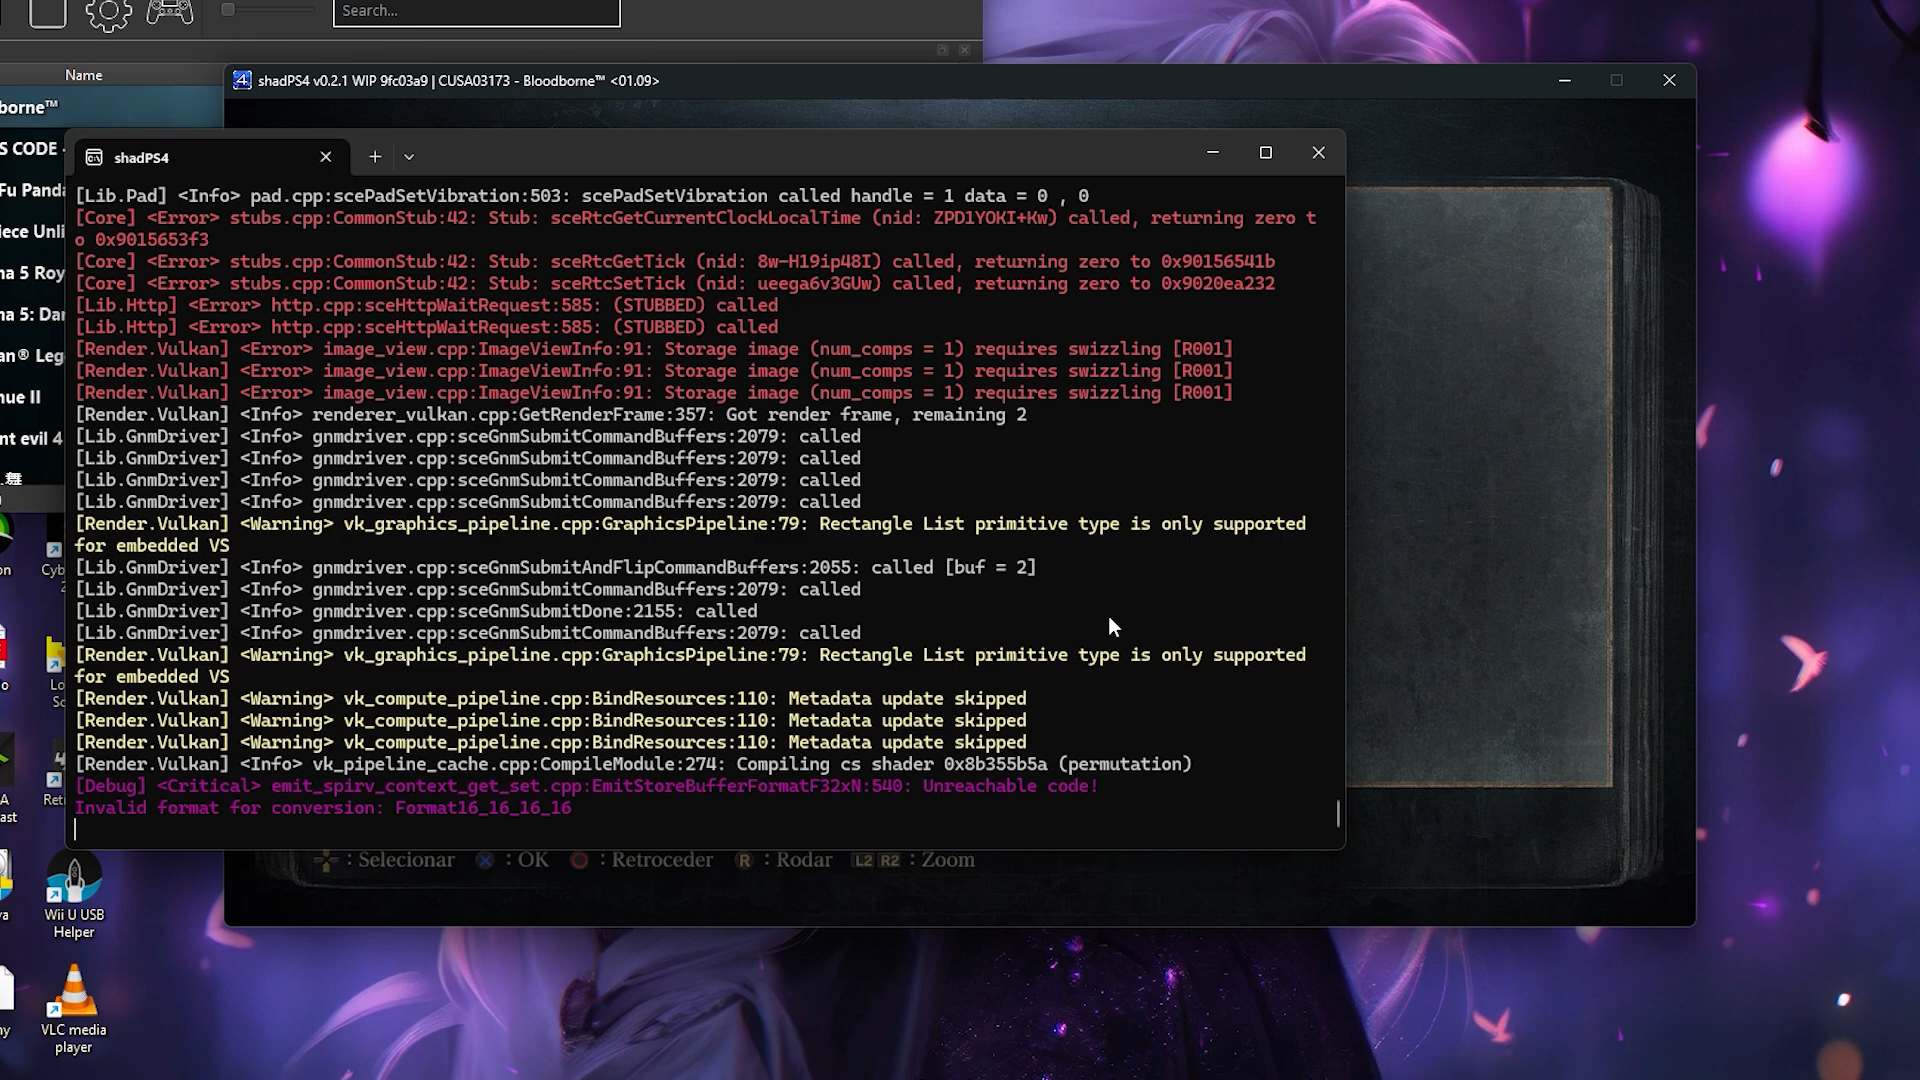 Search...
Name
shadPS4 v0.2.1 WIP 9fc03a9 | CUSA03173 - Bloodborne™ <01.09>
borne™
S CODE -
Fu Panda
iece Unli
na 5 Roy
na 5: Dan
an® Leg
nue II
nt evil 4
shadPS4
[Lib.Pad] <Info> pad.cpp:scePadSetVibration:503: scePadSetVibration called handle = 1 data = 0 , 0
[Core] <Error> stubs.cpp:CommonStub:42: Stub: sceRtcGetCurrentClockLocalTime (nid: ZPD1YOKI+Kw) called, returning zero t
o 0x9015653f3
[Core] <Error> stubs.cpp:CommonStub:42: Stub: sceRtcGetTick (nid: 8w-H19ip48I) called, returning zero to 0x90156541b
[Core] <Error> stubs.cpp:CommonStub:42: Stub: sceRtcSetTick (nid: ueega6v3GUw) called, returning zero to 0x9020ea232
[Lib.Http] <Error> http.cpp:sceHttpWaitRequest:585: (STUBBED) called
[Lib.Http] <Error> http.cpp:sceHttpWaitRequest:585: (STUBBED) called
[Render.Vulkan] <Error> image_view.cpp:ImageViewInfo:91: Storage image (num_comps = 1) requires swizzling [R001]
[Render.Vulkan] <Error> image_view.cpp:ImageViewInfo:91: Storage image (num_comps = 1) requires swizzling [R001]
[Render.Vulkan] <Error> image_view.cpp:ImageViewInfo:91: Storage image (num_comps = 1) requires swizzling [R001]
[Render.Vulkan] <Info> renderer_vulkan.cpp:GetRenderFrame:357: Got render frame, remaining 2
[Lib.GnmDriver] <Info> gnmdriver.cpp:sceGnmSubmitCommandBuffers:2079: called
[Lib.GnmDriver] <Info> gnmdriver.cpp:sceGnmSubmitCommandBuffers:2079: called
[Lib.GnmDriver] <Info> gnmdriver.cpp:sceGnmSubmitCommandBuffers:2079: called
[Lib.GnmDriver] <Info> gnmdriver.cpp:sceGnmSubmitCommandBuffers:2079: called
[Render.Vulkan] <Warning> vk_graphics_pipeline.cpp:GraphicsPipeline:79: Rectangle List primitive type is only supported
for embedded VS
[Lib.GnmDriver] <Info> gnmdriver.cpp:sceGnmSubmitAndFlipCommandBuffers:2055: called [buf = 2]
[Lib.GnmDriver] <Info> gnmdriver.cpp:sceGnmSubmitCommandBuffers:2079: called
[Lib.GnmDriver] <Info> gnmdriver.cpp:sceGnmSubmitDone:2155: called
[Lib.GnmDriver] <Info> gnmdriver.cpp:sceGnmSubmitCommandBuffers:2079: called
[Render.Vulkan] <Warning> vk_graphics_pipeline.cpp:GraphicsPipeline:79: Rectangle List primitive type is only supported
for embedded VS
[Render.Vulkan] <Warning> vk_compute_pipeline.cpp:BindResources:110: Metadata update skipped
[Render.Vulkan] <Warning> vk_compute_pipeline.cpp:BindResources:110: Metadata update skipped
[Render.Vulkan] <Warning> vk_compute_pipeline.cpp:BindResources:110: Metadata update skipped
[Render.Vulkan] <Info> vk_pipeline_cache.cpp:CompileModule:274: Compiling cs shader 0x8b355b5a (permutation)
[Debug] <Critical> emit_spirv_context_get_set.cpp:EmitStoreBufferFormatF32xN:540: Unreachable code!
Invalid format for conversion: Format16_16_16_16
: Selecionar : OK : Retroceder R : Rodar L2 R2 : Zoom
Wii U USB
Helper
VLC media
player